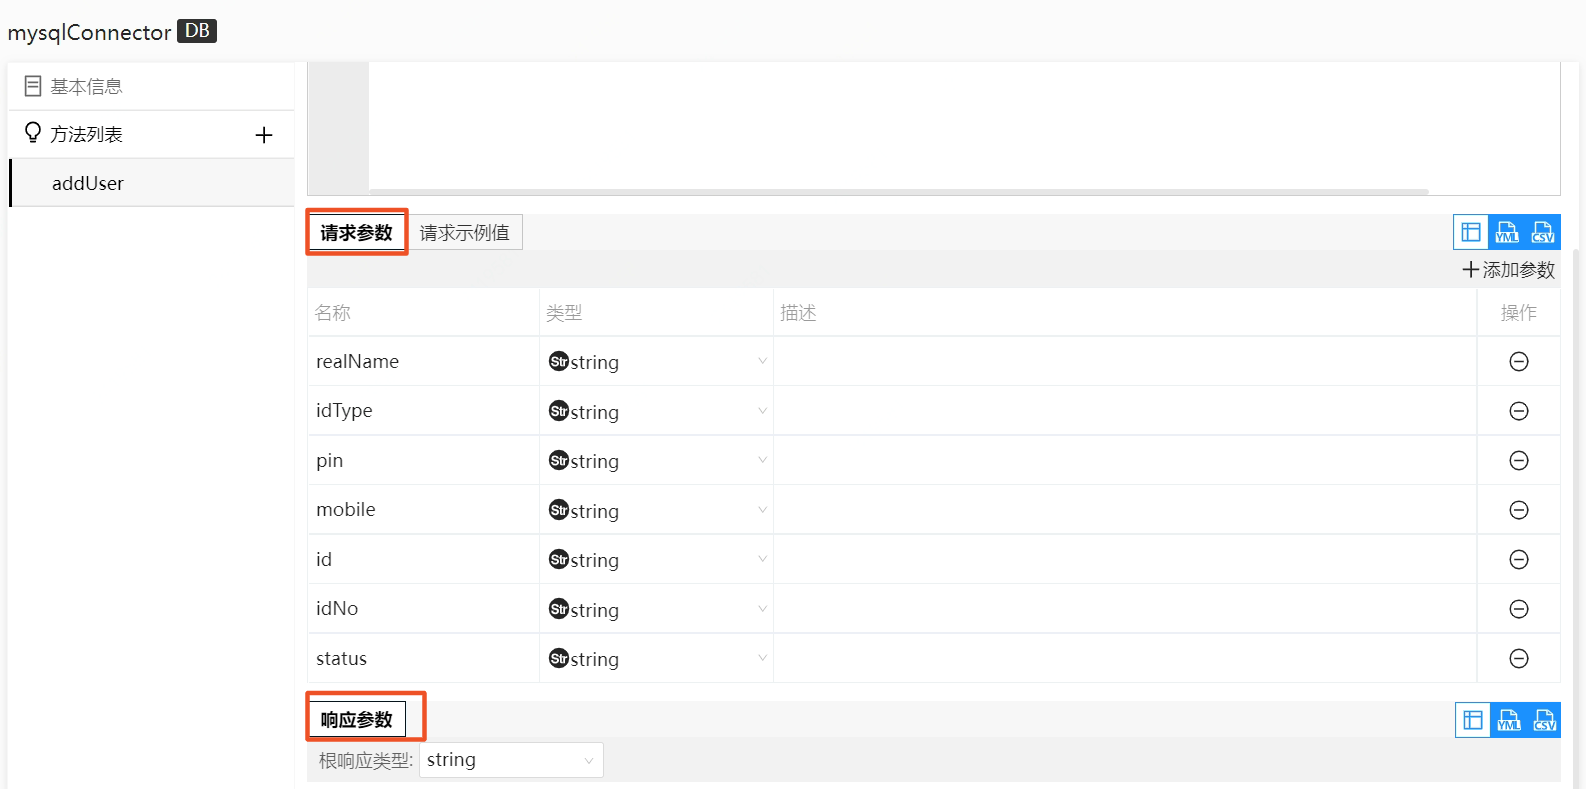 mysqlConnector DB
基本信息
方法列表
addUser
请求参数 请求示例值 YML CSV
添加参数
名称 类型 描述 操作
realName Str string
idType Str string
pin Str string
mobile Str string
id Str string
idNo Str string
status Str string
响应参数 YML CSV
根响应类型: string